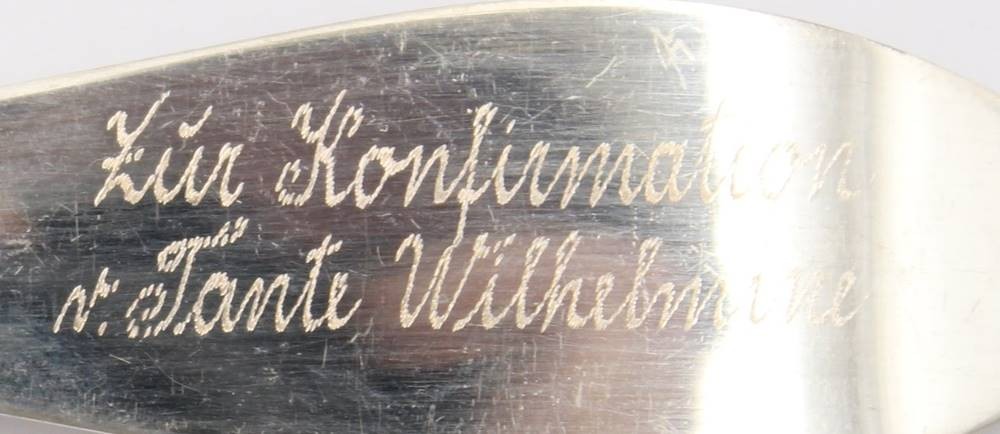 Zur Konfirmation
v. Tante Wilhelmine